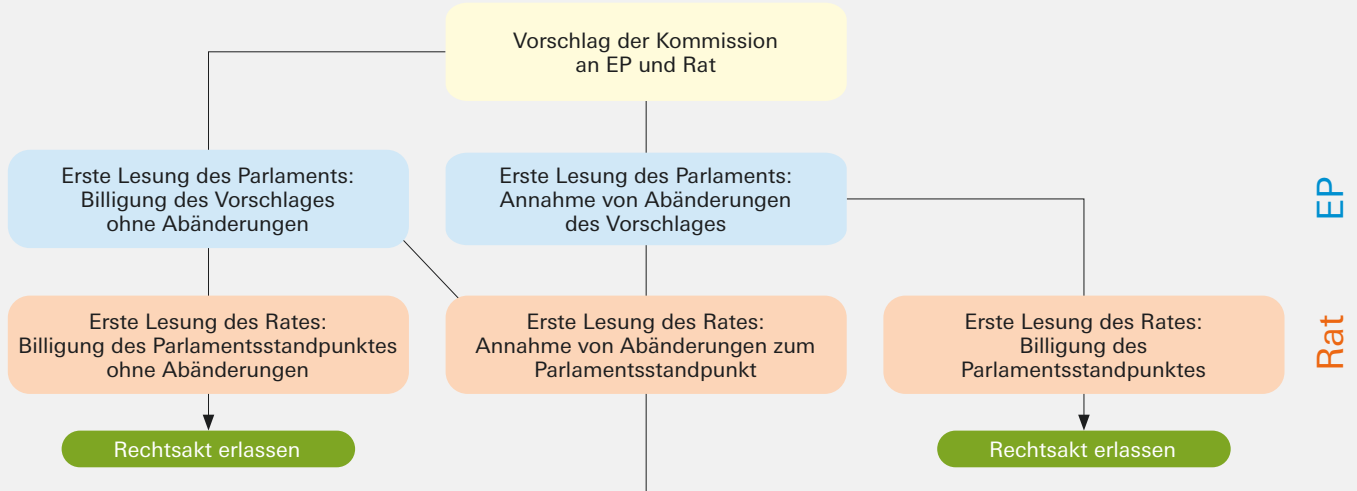 Vorschlag der Kommission
an EP und Rat
Erste Lesung des Parlaments:
Billigung des Vorschlages
ohne Abänderungen
Erste Lesung des Parlaments:
Annahme von Abänderungen
des Vorschlages
EP
Erste Lesung des Rates:
Billigung des Parlamentsstandpunktes
ohne Abänderungen
Erste Lesung des Rates:
Annahme von Abänderungen zum
Parlamentsstandpunkt
Erste Lesung des Rates:
Billigung des
Parlamentsstandpunktes
Rat
Rechtsakt erlassen
Rechtsakt erlassen